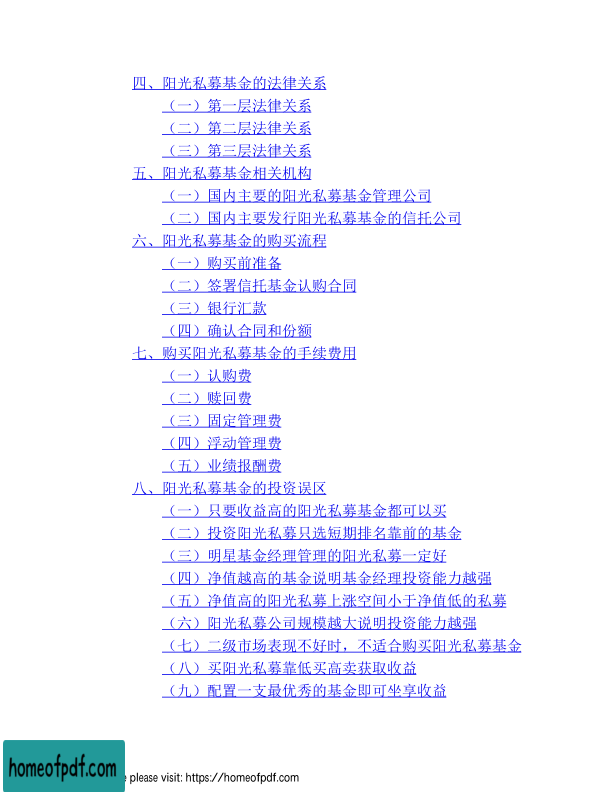 四、阳光私募基金的法律关系
（一）第一层法律关系
（二）第二层法律关系
（三）第三层法律关系
五、阳光私募基金相关机构
（一）国内主要的阳光私募基金管理公司
（二）国内主要发行阳光私募基金的信托公司
六、阳光私募基金的购买流程
（一）购买前准备
（二）签署信托基金认购合同
（三）银行汇款
（四）确认合同和份额
七、购买阳光私募基金的手续费用
（一）认购费
（二）赎回费
（三）固定管理费
（四）浮动管理费
（五）业绩报酬费
八、阳光私募基金的投资误区
（一）只要收益高的阳光私募基金都可以买
（二）投资阳光私募只选短期排名靠前的基金
（三）明星基金经理管理的阳光私募一定好
（四）净值越高的基金说明基金经理投资能力越强
（五）净值高的阳光私募上涨空间小于净值低的私募
（六）阳光私募公司规模越大说明投资能力越强
（七）二级市场表现不好时，不适合购买阳光私募基金
（八）买阳光私募靠低买高卖获取收益
（九）配置一支最优秀的基金即可坐享收益
homeofpdf.com
please visit: https://homeofpdf.com